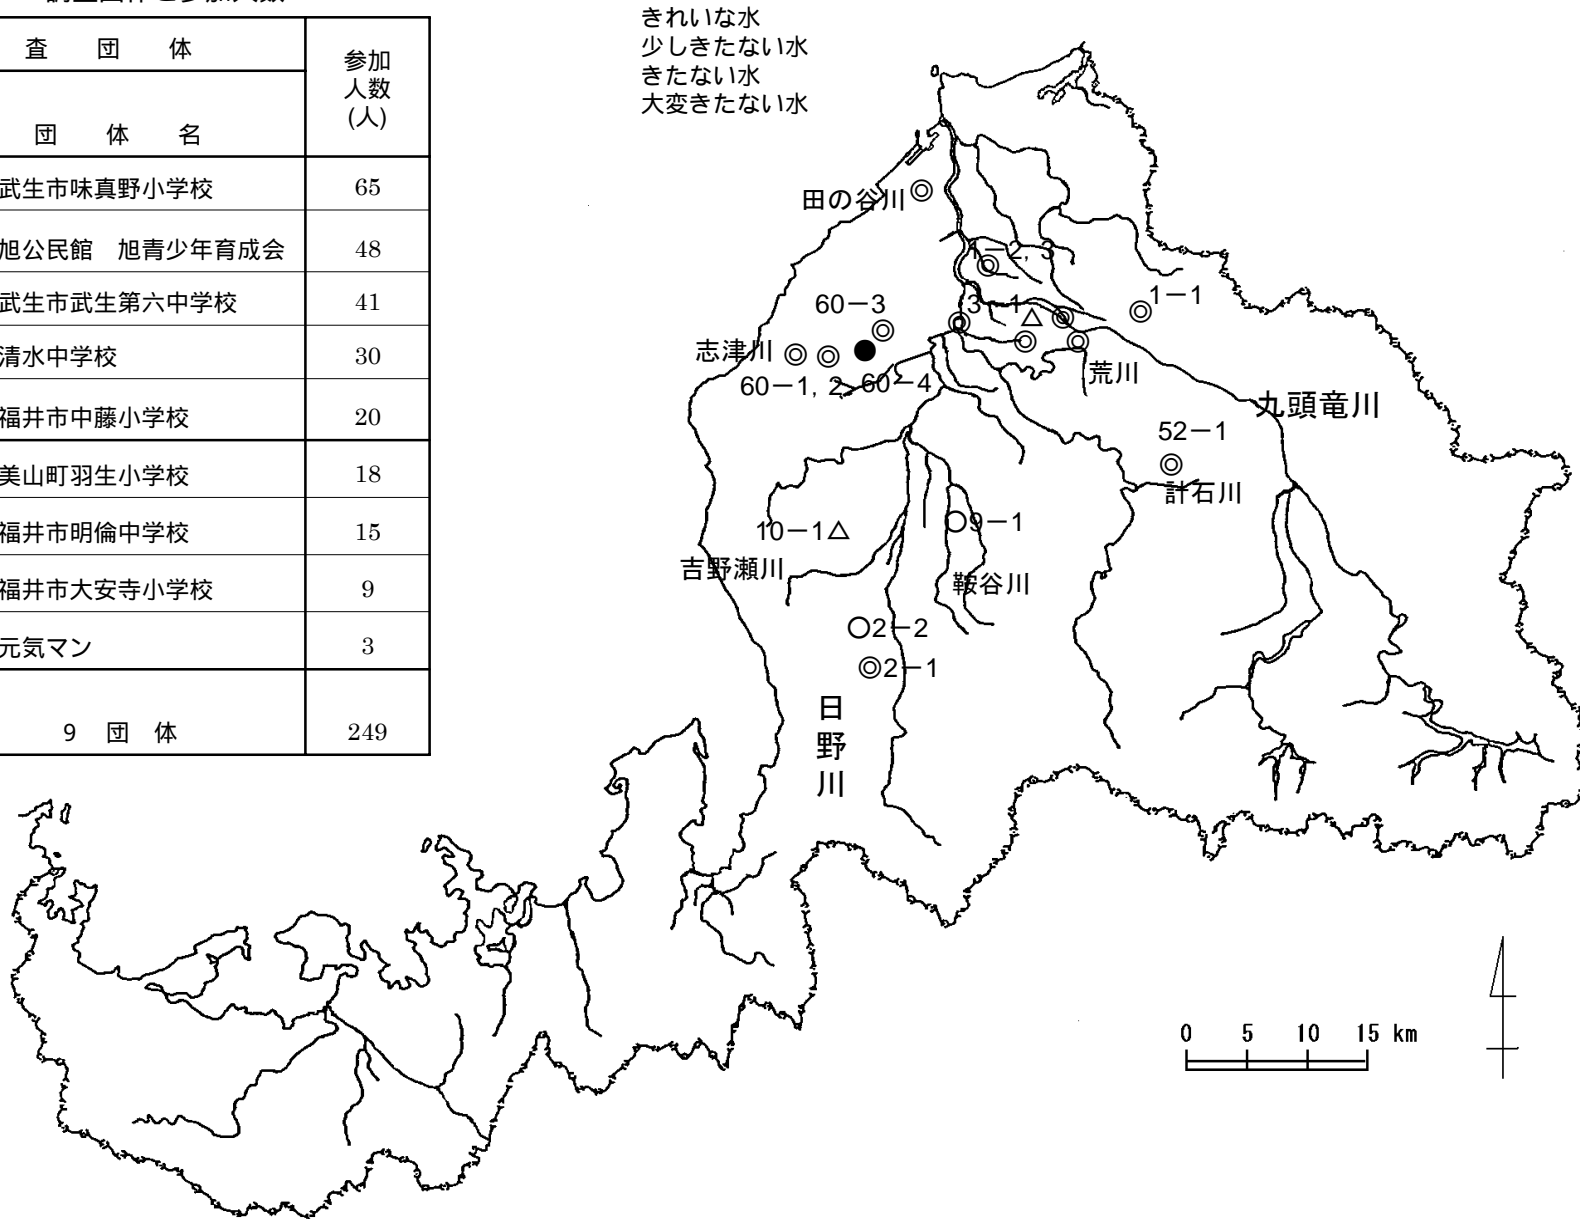 査 団 体
参加
人数
(人)
団 体 名
武生市味真野小学校 65
旭公民館 旭青少年育成会 48
武生市武生第六中学校 41
清水中学校 30
福井市中藤小学校 20
美山町羽生小学校 18
福井市明倫中学校 15
福井市大安寺小学校 9
元気マン 3
9 団 体 249
きれいな水
少しきたない水
きたない水
大変きたない水
田の谷川 ◎
1-2, 3
◎
1-1
◎
60-3
◎
3-1 △
志津川 ◎ ◎ ●
60-1, 2 60-4
荒川
九頭竜川
52-1
◎
計石川
10-1△
○9-1
吉野瀬川
鞍谷川
○2-2
◎2-1
日
野
川
0 5 10 15 km